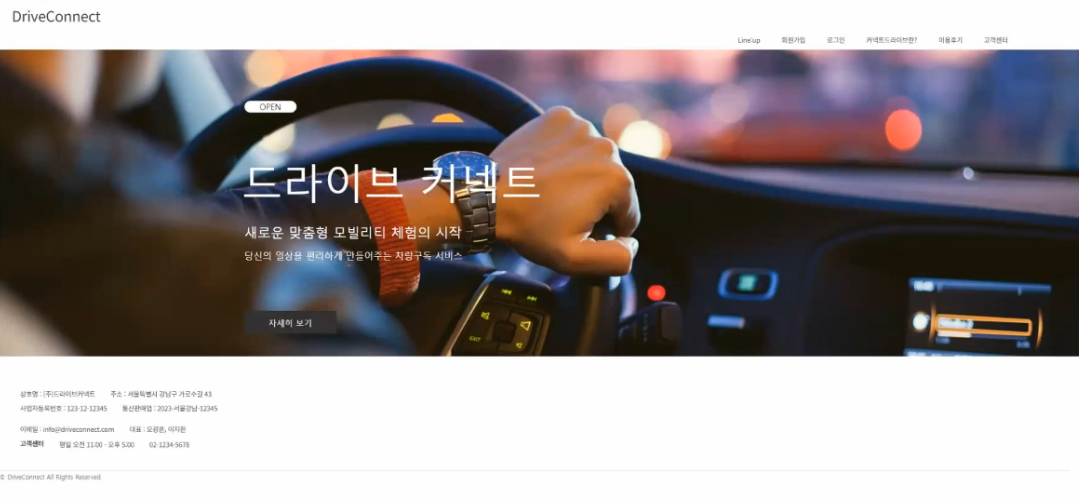 DriveConnect
Line up 회원가입 로그인 커넥트드라이브란? 이용후기 고객센터
OPEN
드라이브 커넥트
새로운 맞춤형 모빌리티 체험의 시작
당신의 일상을 편리하게 만들어주는 차량구독 서비스
자세히 보기
EXIT
상호명 : (주)드라이브커넥트 주소 : 서울특별시 강남구 가로수길 43
사업자등록번호 : 123-12-12345 통신판매업 : 2023-서울강남-12345
이메일 : info@driveconnect.com 대표 : 오광훈, 이지한
고객센터 평일 오전 11:00 - 오후 5:00 02-1234-5678
© DriveConnect All Rights Reserved.